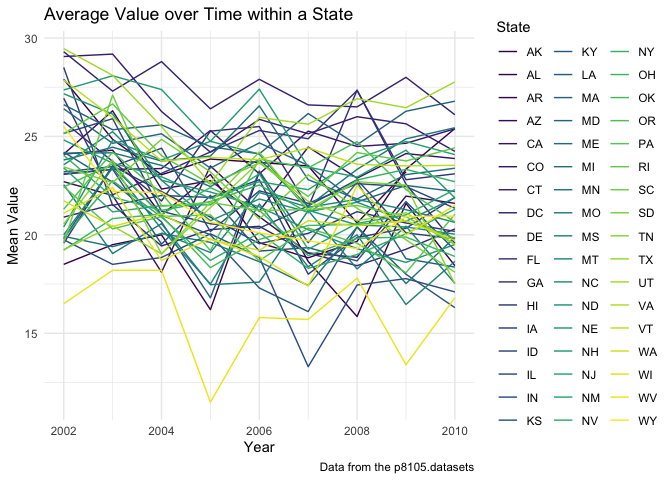 Average Value over Time within a State
Mean Value
30
25
20
15
2002
2004
2006
2008
2010
Year
Data from the p8105.datasets
State
AK KY NY
AL LA OH
AR MA OK
AZ MD OR
CA ME PA
CO MI RI
CT MN SC
DC MO SD
DE MS TN
FL MT TX
GA NC UT
HI ND VA
IA NE VT
ID NH WA
IL NJ WI
IN NM WV
KS NV WY